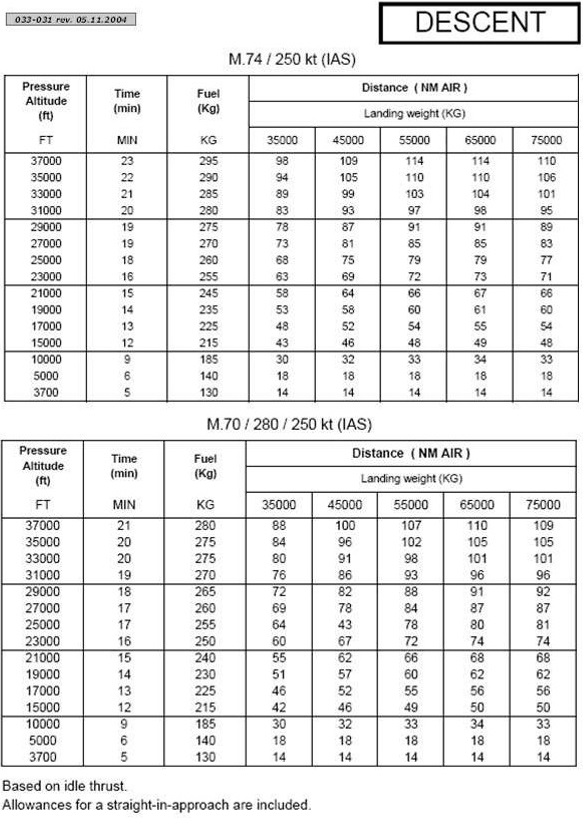 033-031 rev. 05.11.2004
DESCENT
M.74 / 250 kt (IAS)
Pressure Altitude (ft) Time (min) Fuel (Kg) Distance ( NM AIR )
Landing weight (KG)
FT MIN KG 35000 45000 55000 65000 75000
37000 23 295 98 109 114 114 110
35000 22 290 94 105 110 110 106
33000 21 285 89 99 103 104 101
31000 20 280 83 93 97 98 95
29000 19 275 78 87 91 91 89
27000 19 270 73 81 85 85 83
25000 18 260 68 75 79 79 77
23000 16 255 63 69 72 73 71
21000 15 245 58 64 66 67 66
19000 14 235 53 58 60 61 60
17000 13 225 48 52 54 55 54
15000 12 215 43 46 48 49 48
10000 9 185 30 32 33 34 33
5000 6 140 18 18 18 18 18
3700 5 130 14 14 14 14 14
M.70 / 280 / 250 kt (IAS)
Pressure Altitude (ft) Time (min) Fuel (Kg) Distance ( NM AIR )
Landing weight (KG)
FT MIN KG 35000 45000 55000 65000 75000
37000 21 280 88 100 107 110 109
35000 20 275 84 96 102 105 105
33000 20 275 80 91 98 101 101
31000 19 270 76 86 93 96 96
29000 18 265 72 82 88 91 92
27000 17 260 69 78 84 87 87
25000 17 255 64 43 78 80 81
23000 16 250 60 67 72 74 74
21000 15 240 55 62 66 68 68
19000 14 230 51 57 60 62 62
17000 13 225 46 52 55 56 56
15000 12 215 42 46 49 50 50
10000 9 185 30 32 33 34 33
5000 6 140 18 18 18 18 18
3700 5 130 14 14 14 14 14
Based on idle thrust.
Allowances for a straight-in-approach are included.